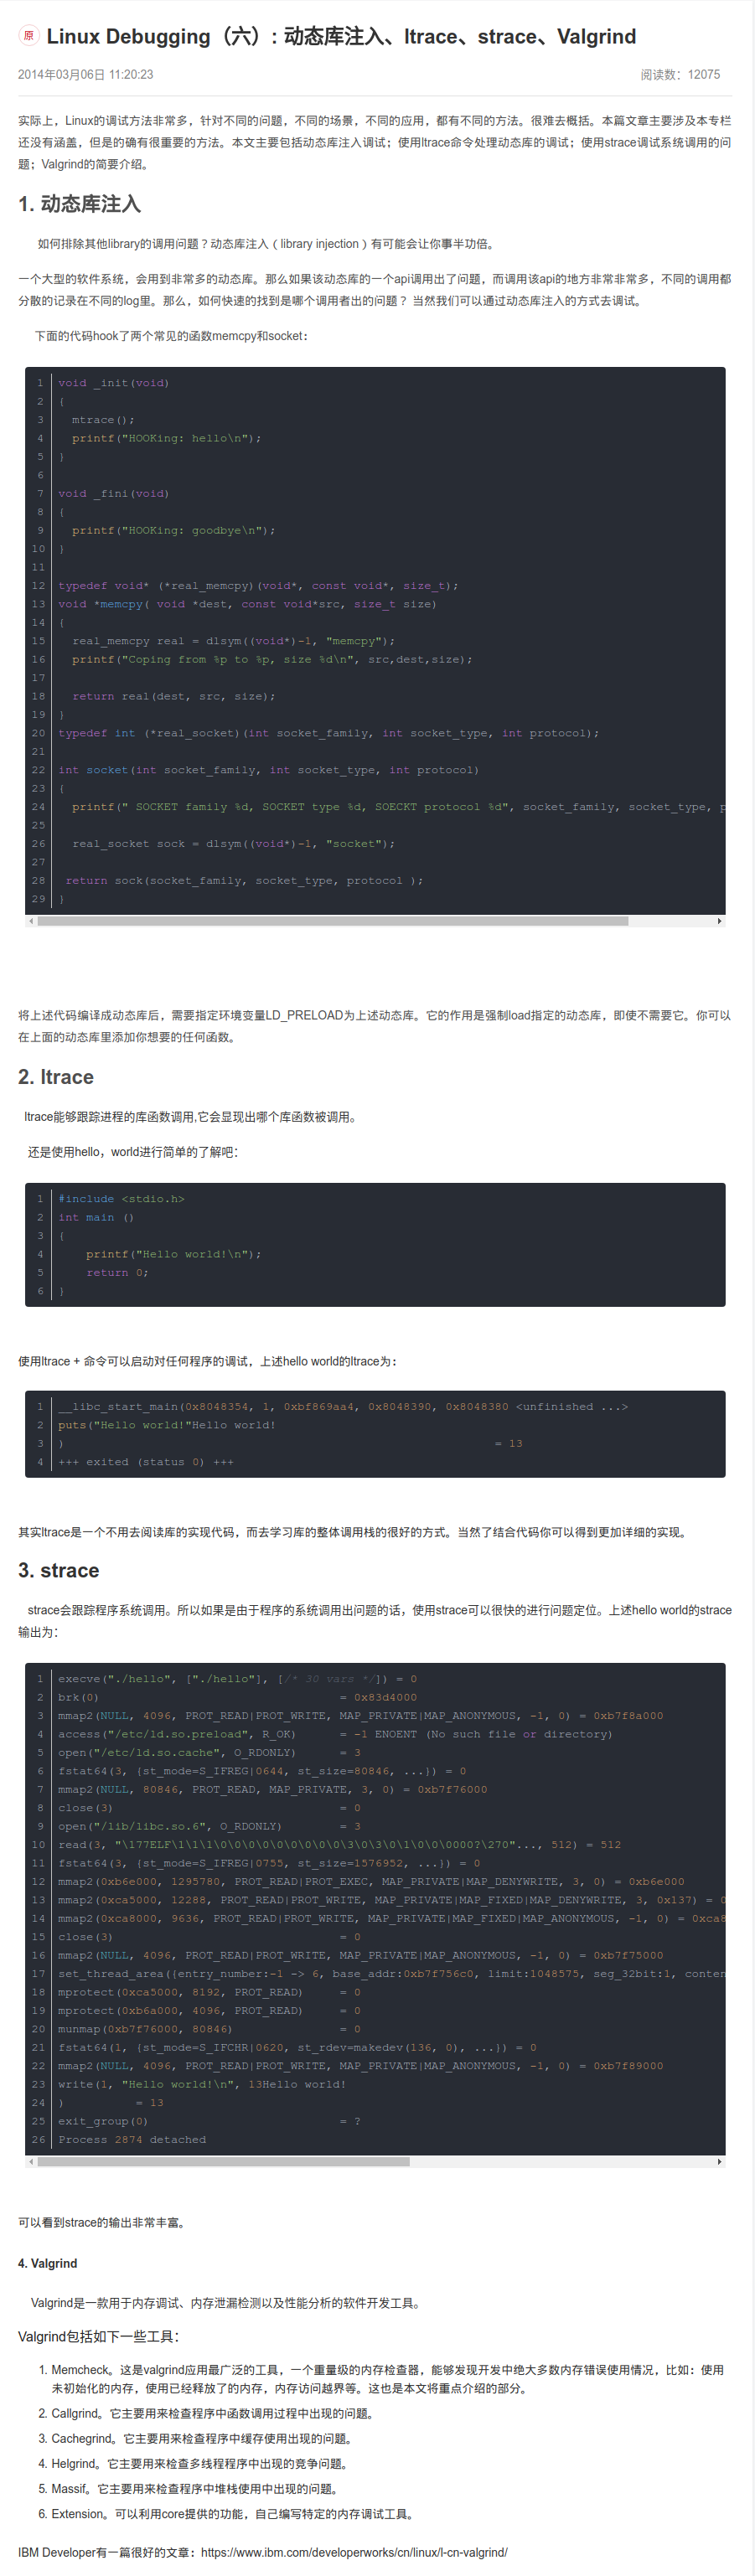 原 Linux Debugging（六）: 动态库注入、ltrace、strace、Valgrind
2014年03月06日 11:20:23 阅读数：12075
实际上，Linux的调试方法非常多，针对不同的问题，不同的场景，不同的应用，都有不同的方法。很难去概括。本篇文章主要涉及本专栏
还没有涵盖，但是的确有很重要的方法。本文主要包括动态库注入调试；使用ltrace命令处理动态库的调试；使用strace调试系统调用的问
题；Valgrind的简要介绍。
1. 动态库注入
如何排除其他library的调用问题？动态库注入（library injection）有可能会让你事半功倍。
一个大型的软件系统，会用到非常多的动态库。那么如果该动态库的一个api调用出了问题，而调用该api的地方非常非常多，不同的调用都
分散的记录在不同的log里。那么，如何快速的找到是哪个调用者出的问题？ 当然我们可以通过动态库注入的方式去调试。
下面的代码hook了两个常见的函数memcpy和socket：
1 void _init(void)
2 {
3   mtrace();
4   printf("HOOKing: hello\n");
5 }
6
7 void _fini(void)
8 {
9   printf("HOOKing: goodbye\n");
10 }
11
12 typedef void* (*real_memcpy)(void*, const void*, size_t);
13 void *memcpy( void *dest, const void*src, size_t size)
14 {
15   real_memcpy real = dlsym((void*)-1, "memcpy");
16   printf("Coping from %p to %p, size %d\n", src,dest,size);
17
18   return real(dest, src, size);
19 }
20 typedef int (*real_socket)(int socket_family, int socket_type, int protocol);
21
22 int socket(int socket_family, int socket_type, int protocol)
23 {
24   printf(" SOCKET family %d, SOCKET type %d, SOECKT protocol %d", socket_family, socket_type, p
25
26   real_socket sock = dlsym((void*)-1, "socket");
27
28  return sock(socket_family, socket_type, protocol );
29 }
将上述代码编译成动态库后，需要指定环境变量LD_PRELOAD为上述动态库。它的作用是强制load指定的动态库，即使不需要它。你可以
在上面的动态库里添加你想要的任何函数。
2. ltrace
ltrace能够跟踪进程的库函数调用,它会显现出哪个库函数被调用。
还是使用hello，world进行简单的了解吧：
1 #include <stdio.h>
2 int main ()
3 {
4     printf("Hello world!\n");
5     return 0;
6 }
使用ltrace + 命令可以启动对任何程序的调试，上述hello world的ltrace为：
1 __libc_start_main(0x8048354, 1, 0xbf869aa4, 0x8048390, 0x8048380 <unfinished ...>
2 puts("Hello world!"Hello world!
3 )                                                             = 13
4 +++ exited (status 0) +++
其实ltrace是一个不用去阅读库的实现代码，而去学习库的整体调用栈的很好的方式。当然了结合代码你可以得到更加详细的实现。
3. strace
strace会跟踪程序系统调用。所以如果是由于程序的系统调用出问题的话，使用strace可以很快的进行问题定位。上述hello world的strace
输出为：
1 execve("./hello", ["./hello"], [/* 30 vars */]) = 0
2 brk(0)                                  = 0x83d4000
3 mmap2(NULL, 4096, PROT_READ|PROT_WRITE, MAP_PRIVATE|MAP_ANONYMOUS, -1, 0) = 0xb7f8a000
4 access("/etc/ld.so.preload", R_OK)      = -1 ENOENT (No such file or directory)
5 open("/etc/ld.so.cache", O_RDONLY)      = 3
6 fstat64(3, {st_mode=S_IFREG|0644, st_size=80846, ...}) = 0
7 mmap2(NULL, 80846, PROT_READ, MAP_PRIVATE, 3, 0) = 0xb7f76000
8 close(3)                                = 0
9 open("/lib/libc.so.6", O_RDONLY)        = 3
10 read(3, "\177ELF\1\1\1\0\0\0\0\0\0\0\0\0\3\0\3\0\1\0\0\0000?\270"..., 512) = 512
11 fstat64(3, {st_mode=S_IFREG|0755, st_size=1576952, ...}) = 0
12 mmap2(0xb6e000, 1295780, PROT_READ|PROT_EXEC, MAP_PRIVATE|MAP_DENYWRITE, 3, 0) = 0xb6e000
13 mmap2(0xca5000, 12288, PROT_READ|PROT_WRITE, MAP_PRIVATE|MAP_FIXED|MAP_DENYWRITE, 3, 0x137) = 0
14 mmap2(0xca8000, 9636, PROT_READ|PROT_WRITE, MAP_PRIVATE|MAP_FIXED|MAP_ANONYMOUS, -1, 0) = 0xca8
15 close(3)                                = 0
16 mmap2(NULL, 4096, PROT_READ|PROT_WRITE, MAP_PRIVATE|MAP_ANONYMOUS, -1, 0) = 0xb7f75000
17 set_thread_area({entry_number:-1 -> 6, base_addr:0xb7f756c0, limit:1048575, seg_32bit:1, conten
18 mprotect(0xca5000, 8192, PROT_READ)     = 0
19 mprotect(0xb6a000, 4096, PROT_READ)     = 0
20 munmap(0xb7f76000, 80846)               = 0
21 fstat64(1, {st_mode=S_IFCHR|0620, st_rdev=makedev(136, 0), ...}) = 0
22 mmap2(NULL, 4096, PROT_READ|PROT_WRITE, MAP_PRIVATE|MAP_ANONYMOUS, -1, 0) = 0xb7f89000
23 write(1, "Hello world!\n", 13Hello world!
24 )          = 13
25 exit_group(0)                           = ?
26 Process 2874 detached
可以看到strace的输出非常丰富。
4. Valgrind
Valgrind是一款用于内存调试、内存泄漏检测以及性能分析的软件开发工具。
Valgrind包括如下一些工具：
1. Memcheck。这是valgrind应用最广泛的工具，一个重量级的内存检查器，能够发现开发中绝大多数内存错误使用情况，比如：使用
未初始化的内存，使用已经释放了的内存，内存访问越界等。这也是本文将重点介绍的部分。
2. Callgrind。它主要用来检查程序中函数调用过程中出现的问题。
3. Cachegrind。它主要用来检查程序中缓存使用出现的问题。
4. Helgrind。它主要用来检查多线程程序中出现的竞争问题。
5. Massif。它主要用来检查程序中堆栈使用中出现的问题。
6. Extension。可以利用core提供的功能，自己编写特定的内存调试工具。
IBM Developer有一篇很好的文章：https://www.ibm.com/developerworks/cn/linux/l-cn-valgrind/